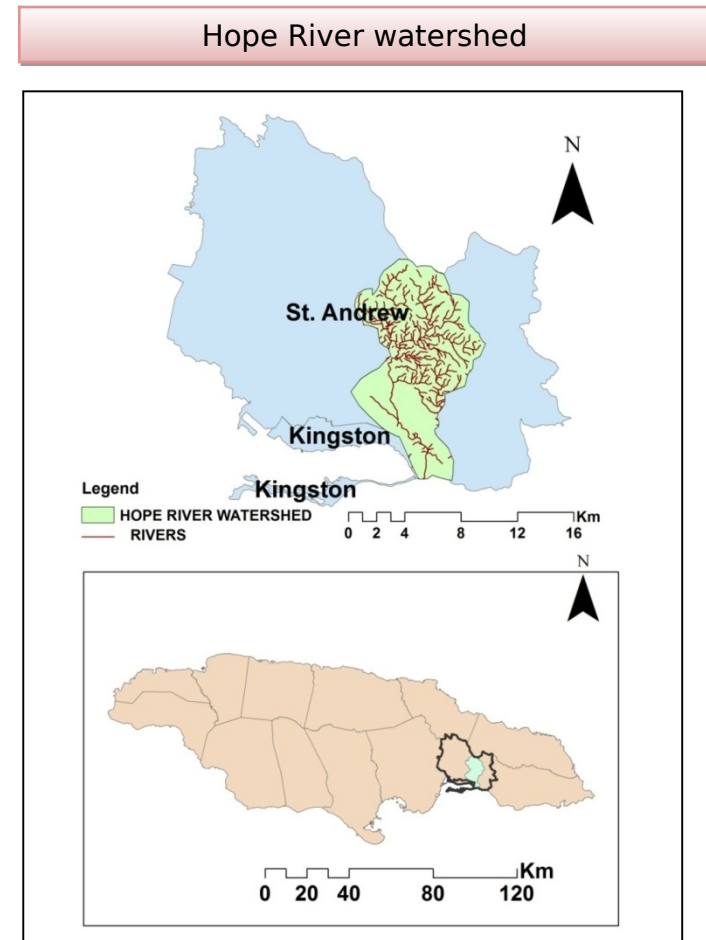 Hope River watershed
N
St. Andrew
Kingston
Kingston
Legend
HOPE RIVER WATERSHED
RIVERS
Km
0 2 4 8 12 16
N
Km
0 20 40 80 120